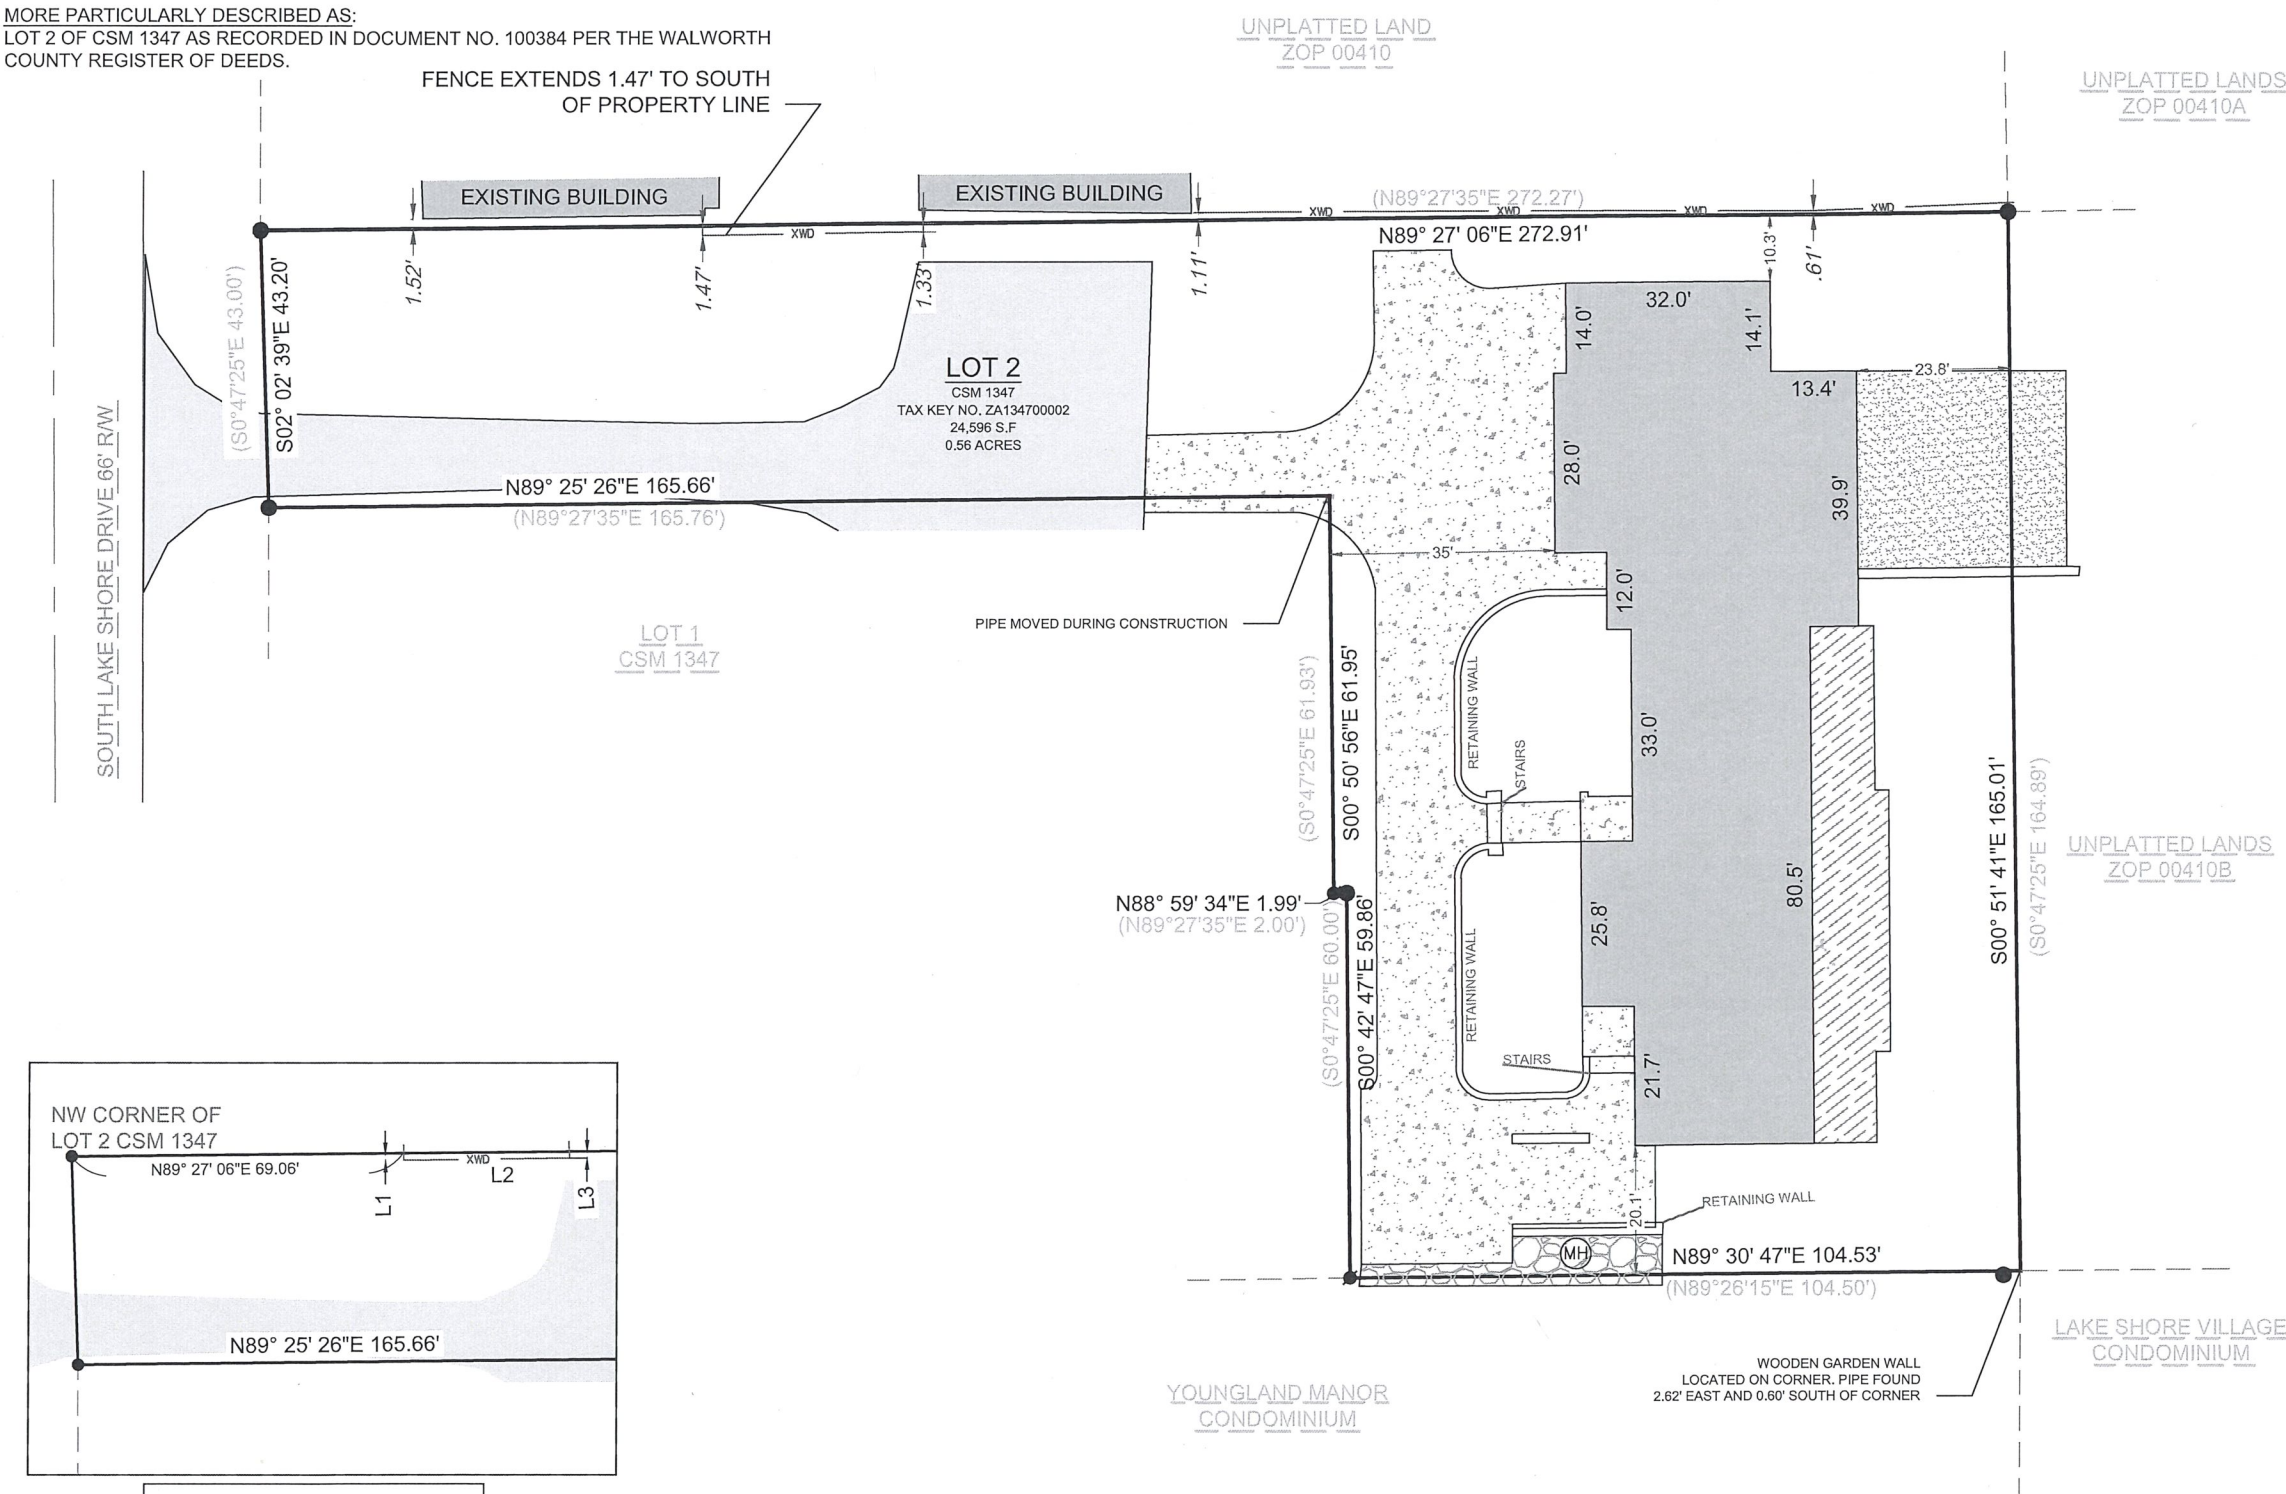 MORE PARTICULARLY DESCRIBED AS:
LOT 2 OF CSM 1347 AS RECORDED IN DOCUMENT NO. 100384 PER THE WALWORTH
COUNTY REGISTER OF DEEDS.
FENCE EXTENDS 1.47' TO SOUTH
OF PROPERTY LINE
UNPLATTED LAND
ZOP 00410
UNPLATTED LANDS
ZOP 00410A
EXISTING BUILDING
EXISTING BUILDING
(N89°27'35"E 272.27')
XWD
XWD
XWD
XWD
XWD
N89° 27' 06"E 272.91'
1.52'
1.47'
1.33'
1.11'
10.3'
.61'
(S0°47'25"E 43.00')
S02° 02' 39"E 43.20'
32.0'
14.0'
14.1'
LOT 2
CSM 1347
TAX KEY NO. ZA134700002
24,596 S.F
0.56 ACRES
23.8'
13.4'
28.0'
39.9'
SOUTH LAKE SHORE DRIVE 66' R/W
N89° 25' 26"E 165.66'
(N89°27'35"E 165.76')
35'
12.0'
PIPE MOVED DURING CONSTRUCTION
LOT 1
CSM 1347
(S0°47'25"E 61.93')
S00° 50' 56"E 61.95'
RETAINING WALL
STAIRS
33.0'
S00° 51' 41"E 165.01'
(S0°47'25"E 164.89')
UNPLATTED LANDS
ZOP 00410B
80.5'
N88° 59' 34"E 1.99'
(N89°27'35"E 2.00')
(S0°47'25"E 60.00')
S00° 42' 47"E 59.86'
RETAINING WALL
25.8'
STAIRS
21.7'
20.1'
RETAINING WALL
MH
N89° 30' 47"E 104.53'
(N89°26'15"E 104.50')
LAKE SHORE VILLAGE
CONDOMINIUM
WOODEN GARDEN WALL
LOCATED ON CORNER. PIPE FOUND
2.62' EAST AND 0.60' SOUTH OF CORNER
YOUNGLAND MANOR
CONDOMINIUM
NW CORNER OF
LOT 2 CSM 1347
N89° 27' 06"E 69.06'
XWD
L1
L2
L3
N89° 25' 26"E 165.66'